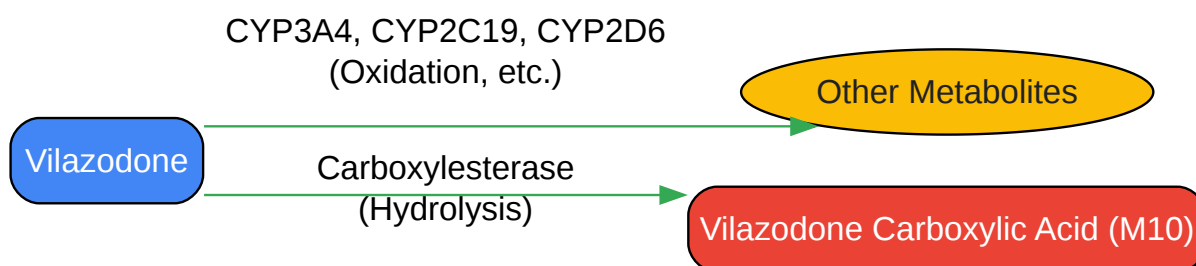 CYP3A4, CYP2C19, CYP2D6
(Oxidation, etc.)
Other Metabolites
Vilazodone
Carboxylesterase
(Hydrolysis)
Vilazodone Carboxylic Acid (M10)